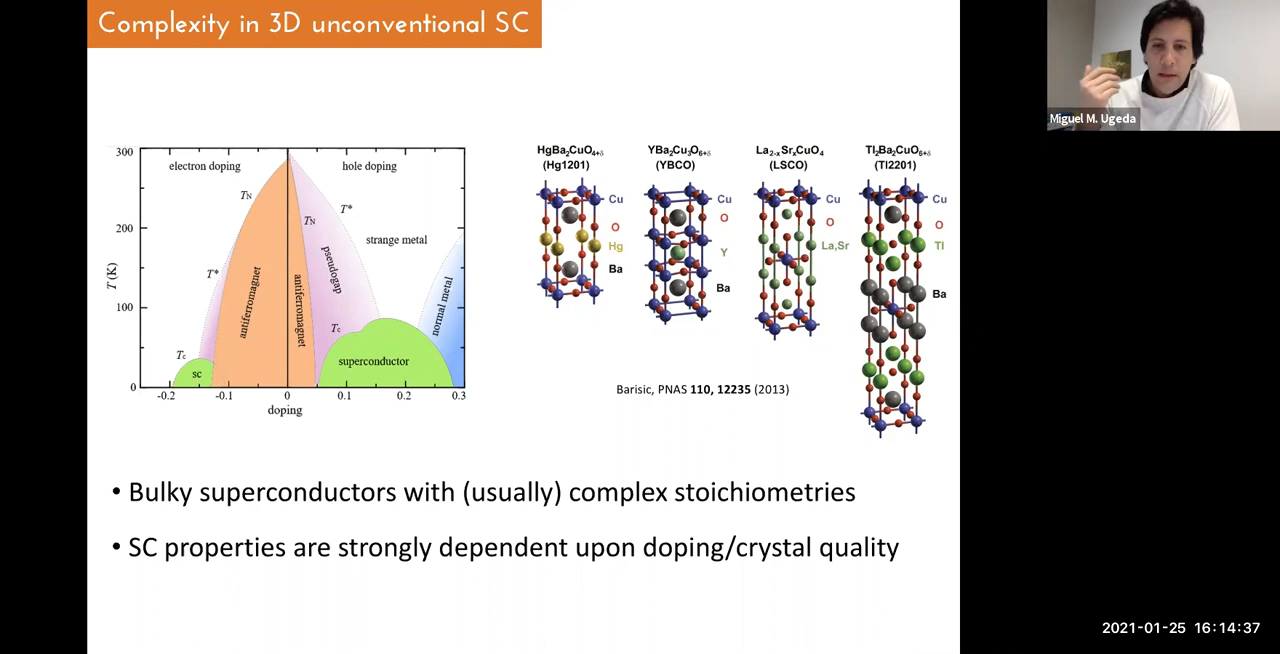 Complexity in 3D unconventional SC
Miguel M. Ugeda
300
200
100
0
T (K)
electron doping
hole doping
T_N
T_N
T*
T*
strange metal
pseudogap
antiferromagnet
antiferromagnet
normal metal
T_c
T_c
sc
superconductor
-0.2
-0.1
0
0.1
0.2
0.3
doping
HgBa₂CuO₄₊δ
(Hg1201)
Cu
O
Hg
Ba
YBa₂Cu₃O₆₊δ
(YBCO)
Cu
O
Y
Ba
La₂₋ₓSrₓCuO₄
(LSCO)
Cu
O
La,Sr
Tl₂Ba₂CuO₆₊δ
(Tl2201)
Cu
O
Tl
Ba
Barisic, PNAS 110, 12235 (2013)
• Bulky superconductors with (usually) complex stoichiometries
• SC properties are strongly dependent upon doping/crystal quality
2021-01-25 16:14:37